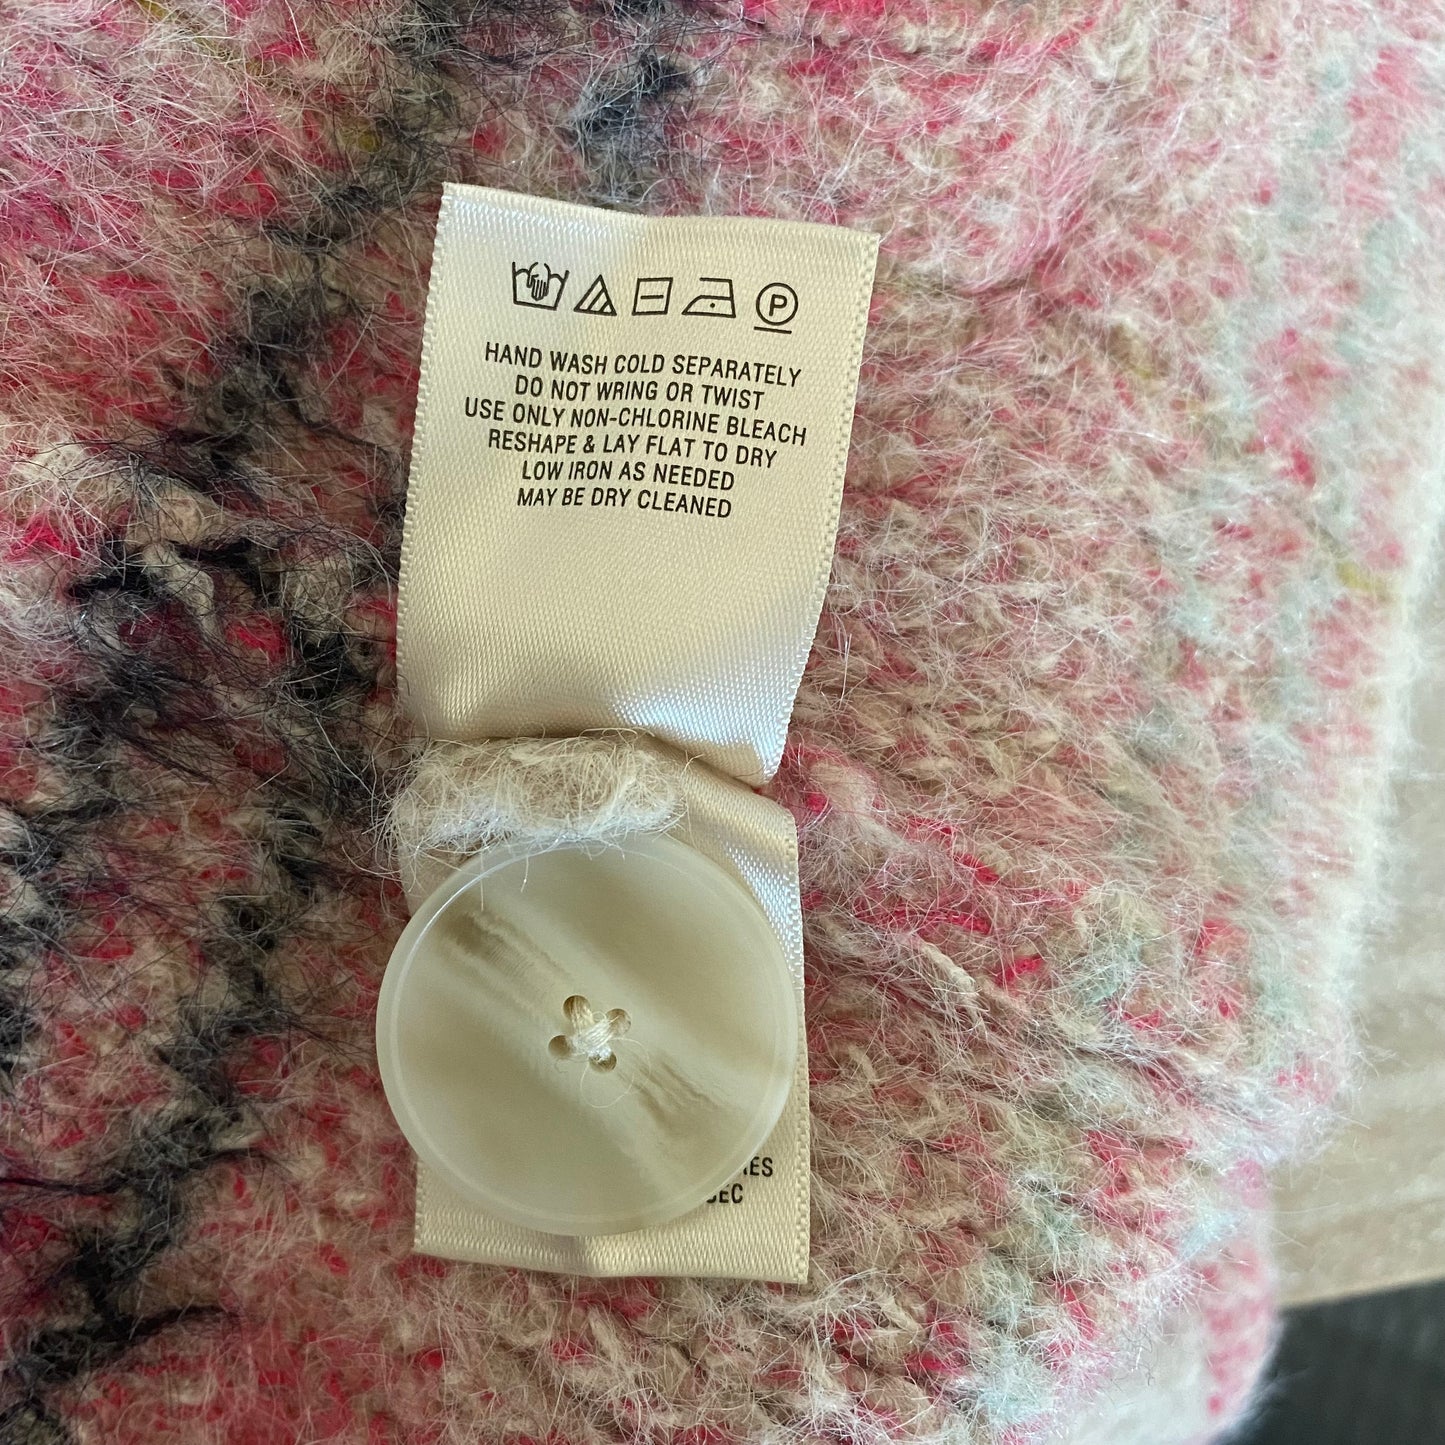 P
HAND WASH COLD SEPARATELY
DO NOT WRING OR TWIST
USE ONLY NON-CHLORINE BLEACH
RESHAPE & LAY FLAT TO DRY
LOW IRON AS NEEDED
MAY BE DRY CLEANED